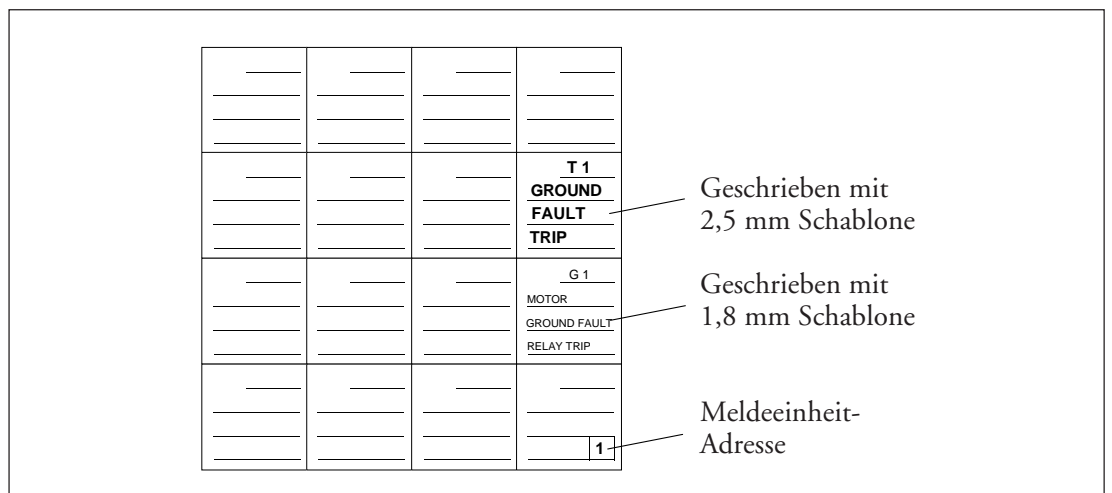 T 1
GROUND
FAULT
TRIP
Geschrieben mit
2,5 mm Schablone
G 1
MOTOR
GROUND FAULT
RELAY TRIP
Geschrieben mit
1,8 mm Schablone
1
Meldeeinheit-
Adresse